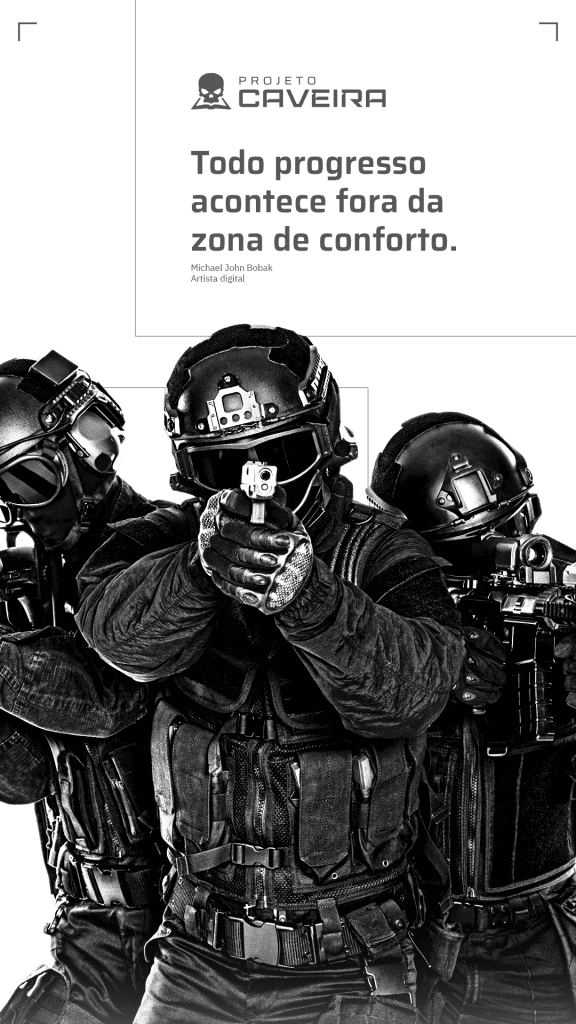 PROJETO
CAVEIRA
Todo progresso
acontece fora da
zona de conforto.
Michael John Bobak
Artista digital